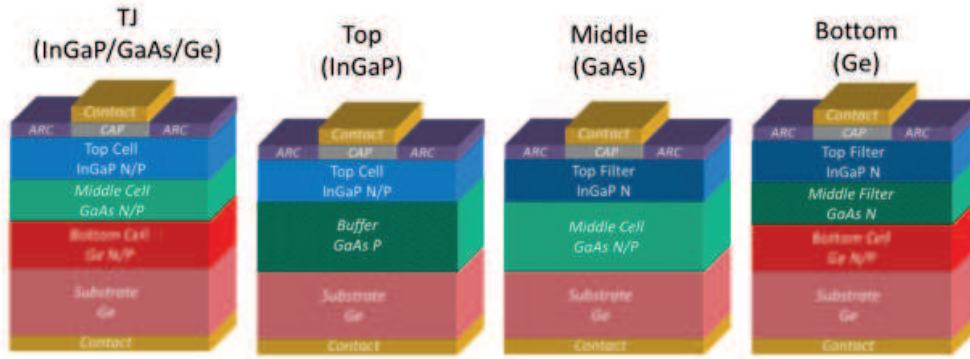 TJ
(InGaP/GaAs/Ge)
Contact
ARC CAP ARC
Top Cell
InGaP N/P
Middle Cell
GaAs N/P
Bottom Cell
Ge N/P
Substrate
Ge
Contact
Top
(InGaP)
Contact
ARC CAP ARC
Top Cell
InGaP N/P
Buffer
GaAs P
Substrate
Ge
Middle
(GaAs)
Contact
ARC CAP ARC
Top Filter
InGaP N
Middle Cell
GaAs N/P
Substrate
Ge
Bottom
(Ge)
Contact
ARC CAP ARC
Top Filter
InGaP N
Middle Filter
GaAs N
Bottom Cell
Ge N/P
Substrate
Ge
Contact